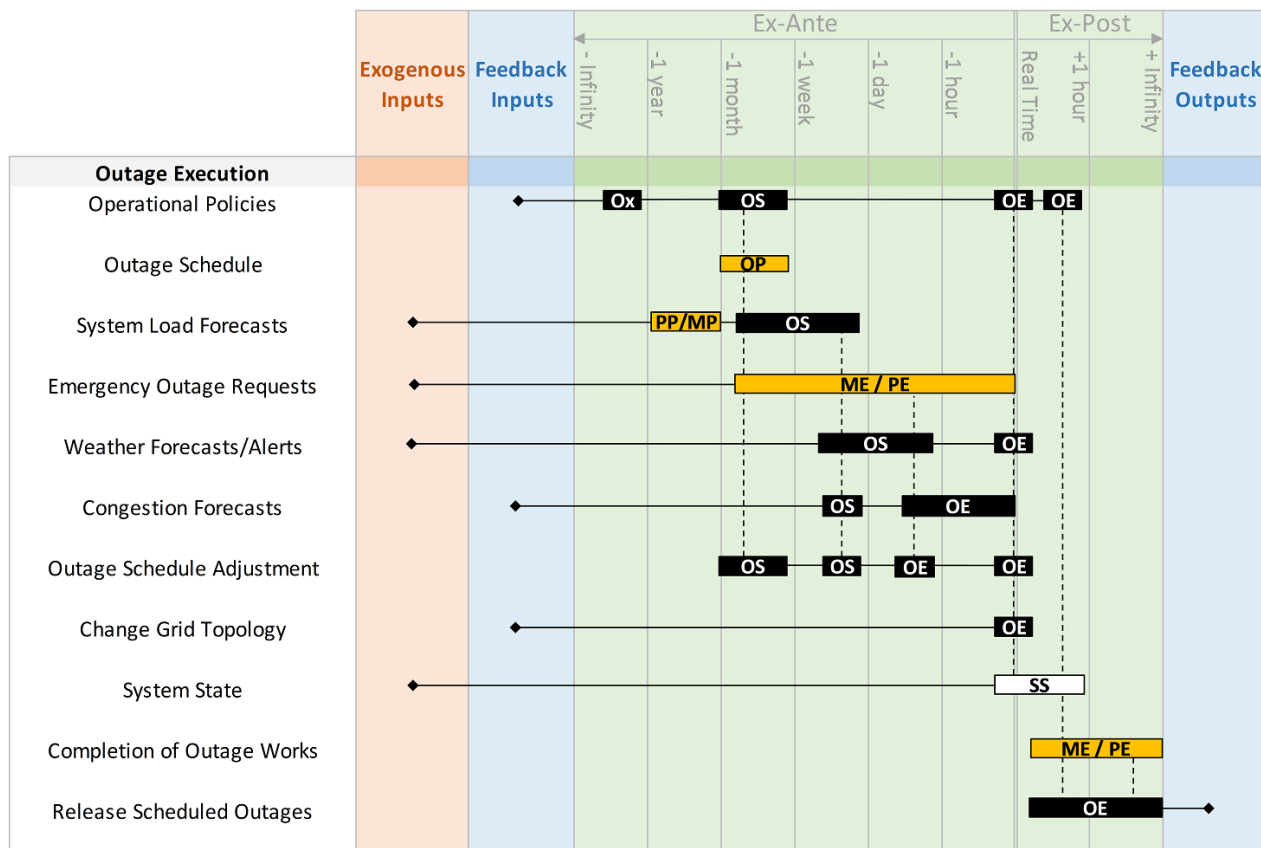 Ex-Ante Ex-Post
Exogenous
Inputs
Feedback
Inputs
- Infinity
-1 year
-1 month
-1 week
-1 day
-1 hour
Real Time
+1 hour
+ Infinity
Feedback
Outputs
Outage Execution
Operational Policies Ox OS OE OE
Outage Schedule OP
System Load Forecasts PP/MP OS
Emergency Outage Requests ME / PE
Weather Forecasts/Alerts OS OE
Congestion Forecasts OS OE
Outage Schedule Adjustment OS OS OE OE
Change Grid Topology OE
System State SS
Completion of Outage Works ME / PE
Release Scheduled Outages OE